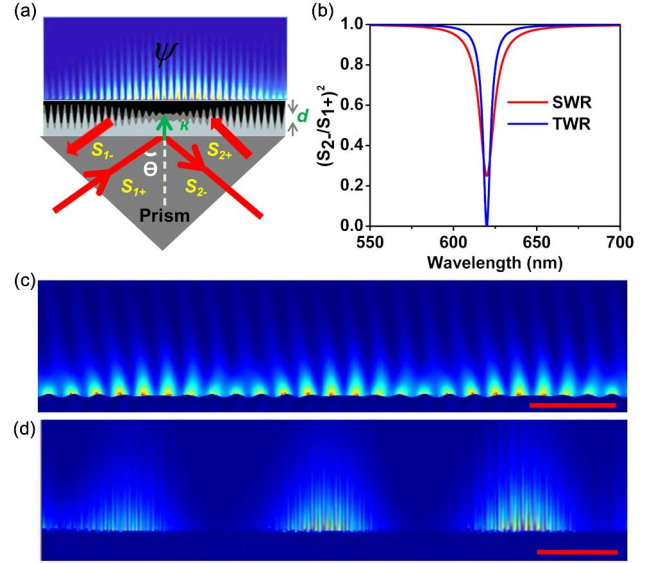 (a)
ψ
d
κ
S1-
S2+
θ
S1+
S2-
Prism
(b)
(S2-/S1+)²
1.0
0.8
0.6
0.4
0.2
0.0
SWR
TWR
550
600
650
700
Wavelength (nm)
(c)
(d)